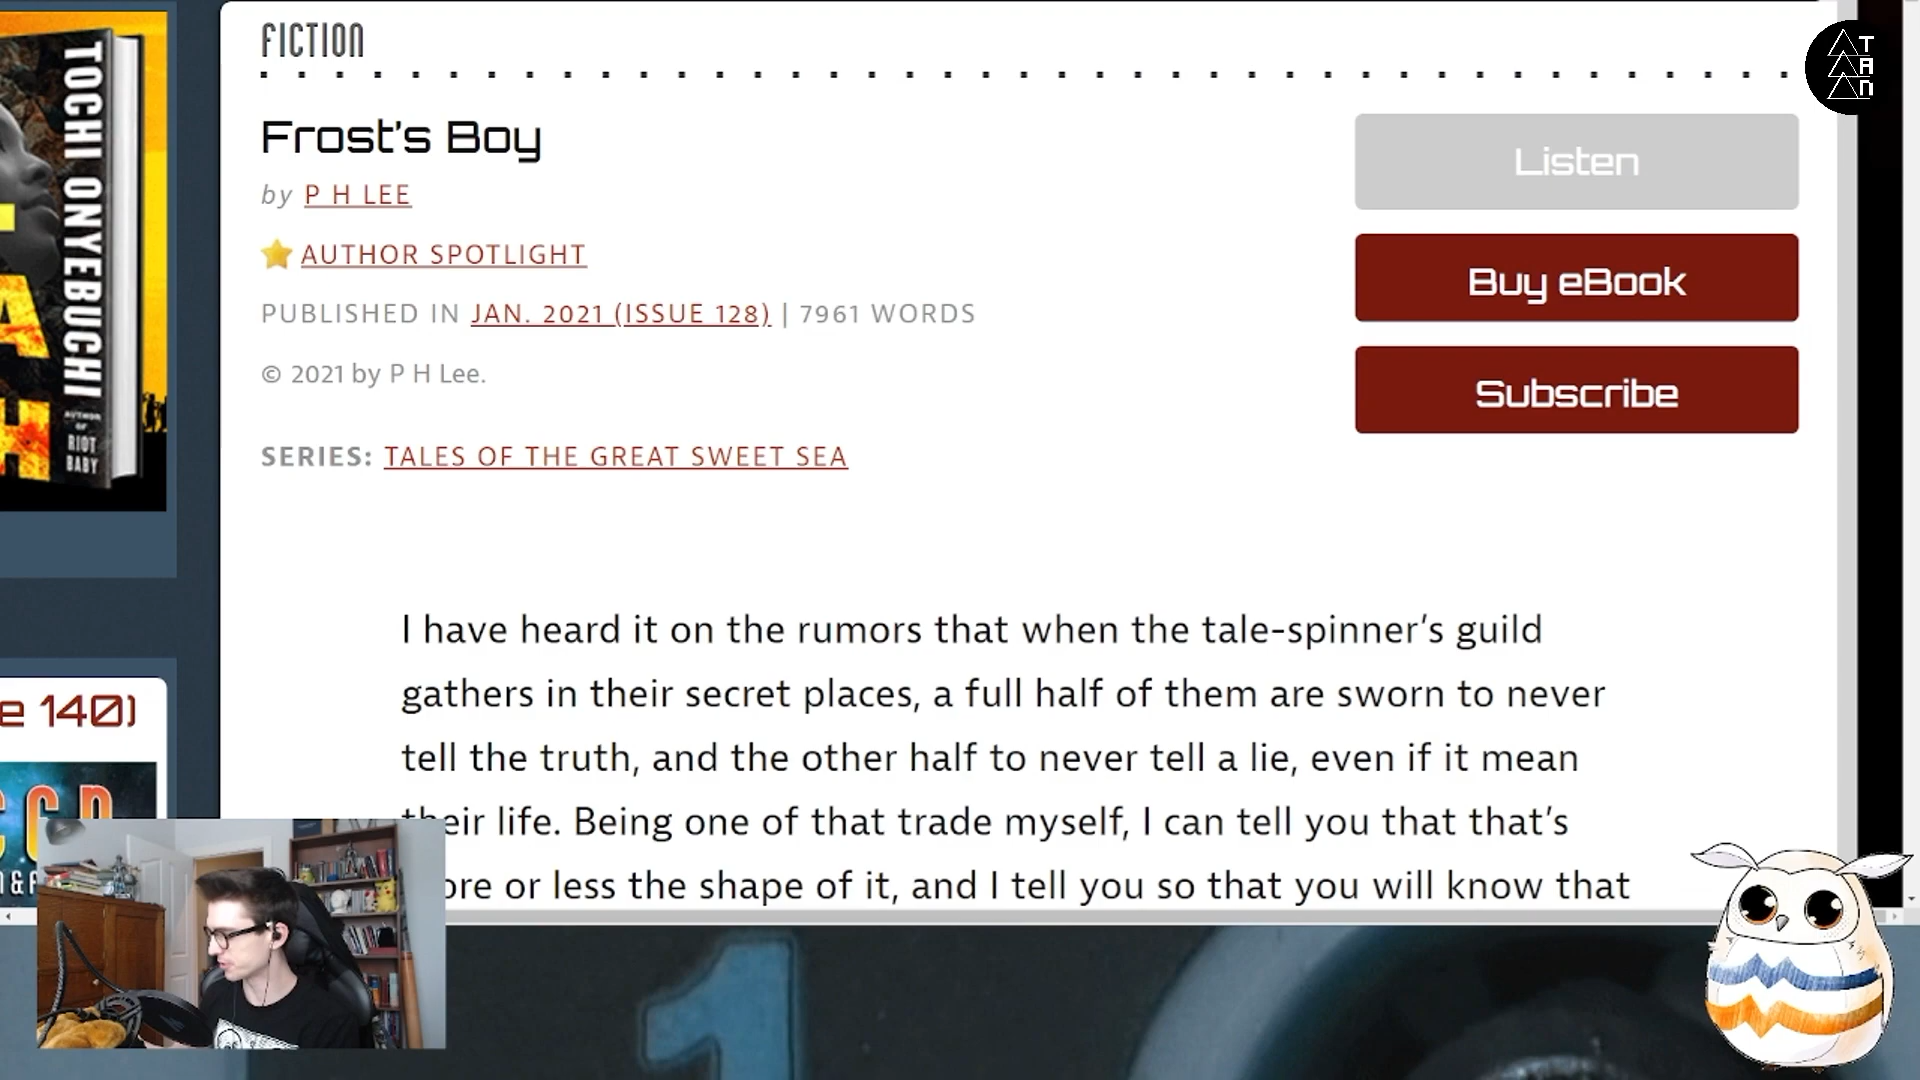 FICTION
Frost's Boy
by P H LEE
AUTHOR SPOTLIGHT
PUBLISHED IN JAN. 2021 (ISSUE 128) | 7961 WORDS
© 2021 by P H Lee.
SERIES: TALES OF THE GREAT SWEET SEA
Listen
Buy eBook
Subscribe
I have heard it on the rumors that when the tale-spinner’s guild
gathers in their secret places, a full half of them are sworn to never
tell the truth, and the other half to never tell a lie, even if it mean
their life. Being one of that trade myself, I can tell you that that’s
ore or less the shape of it, and I tell you so that you will know that
TOCHI ONYEBUCHI
AUTHOR
OF
RIOT
BABY
e 140)
TAN
1